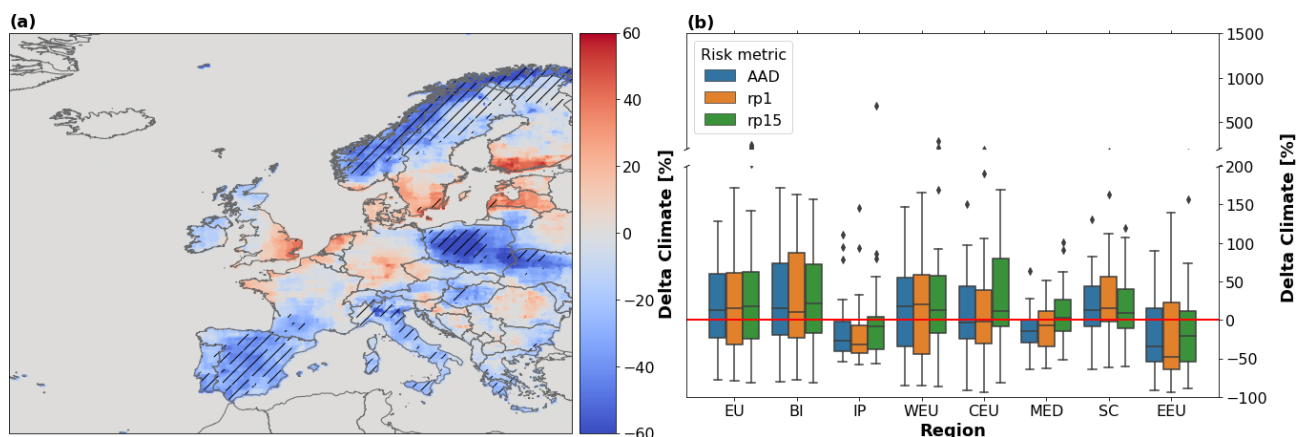 (a)
60
40
20
0
−20
−40
−60
Delta Climate [%]
(b)
Risk metric
AAD
rp1
rp15
1500
1000
500
200
150
100
50
0
−50
−100
Delta Climate [%]
EU BI IP WEU CEU MED SC EEU
Region